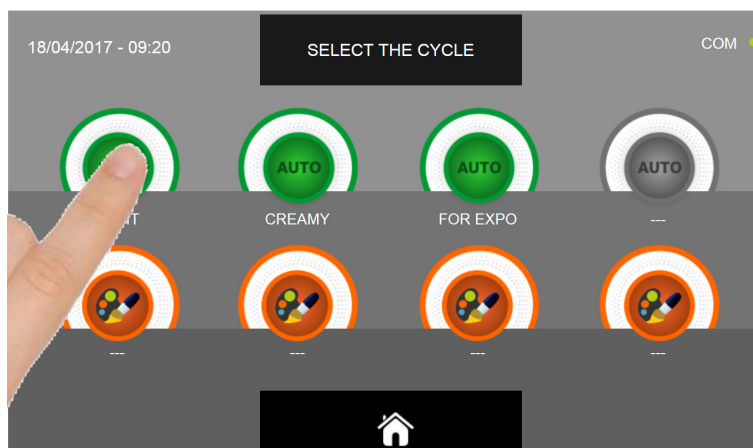 18/04/2017 - 09:20
SELECT THE CYCLE
COM
AUTO
AUTO
AUTO
CREAMY
FOR EXPO
---
---
---
---
---